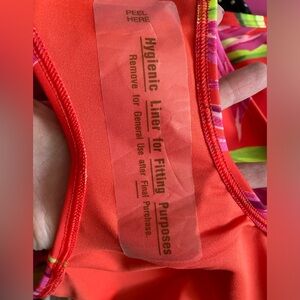 PEEL
HERE
Hygienic Liner for Fitting Purposes
Remove for General Use after Final Purchase.